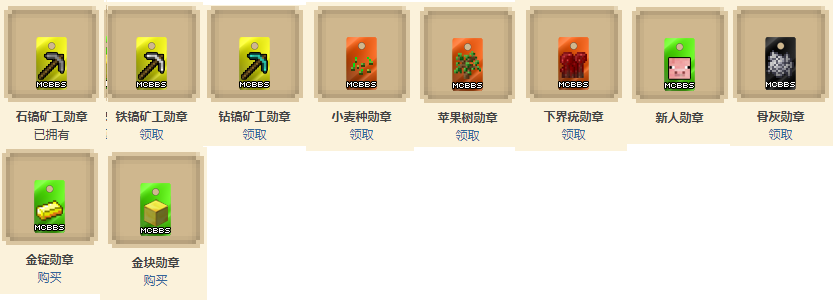 MCBBS MCBBS MCBBS MCBBS MCBBS MCBBS MCBBS MCBBS
石镐矿工勋章 铁镐矿工勋章 钻镐矿工勋章 小麦种勋章 苹果树勋章 下界疣勋章 新人勋章 骨灰勋章
已拥有 领取 领取 领取 领取 领取 领取
MCBBS MCBBS
金锭勋章 金块勋章
购买 购买